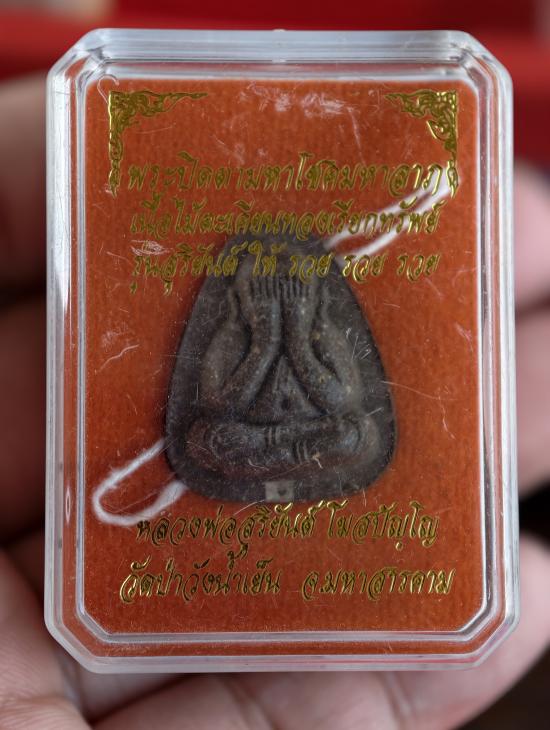 พระปิดตามหาโชคมหาลาภ
เนื้อไม้ตะเคียนทองเรียกทรัพย์
รุ่นสุริยันต์ ให้ รวย รวย รวย
หลวงพ่อสุริยันต์ โฆสปัญโญ
วัดป่าวังน้ำเย็น จ.มหาสารคาม